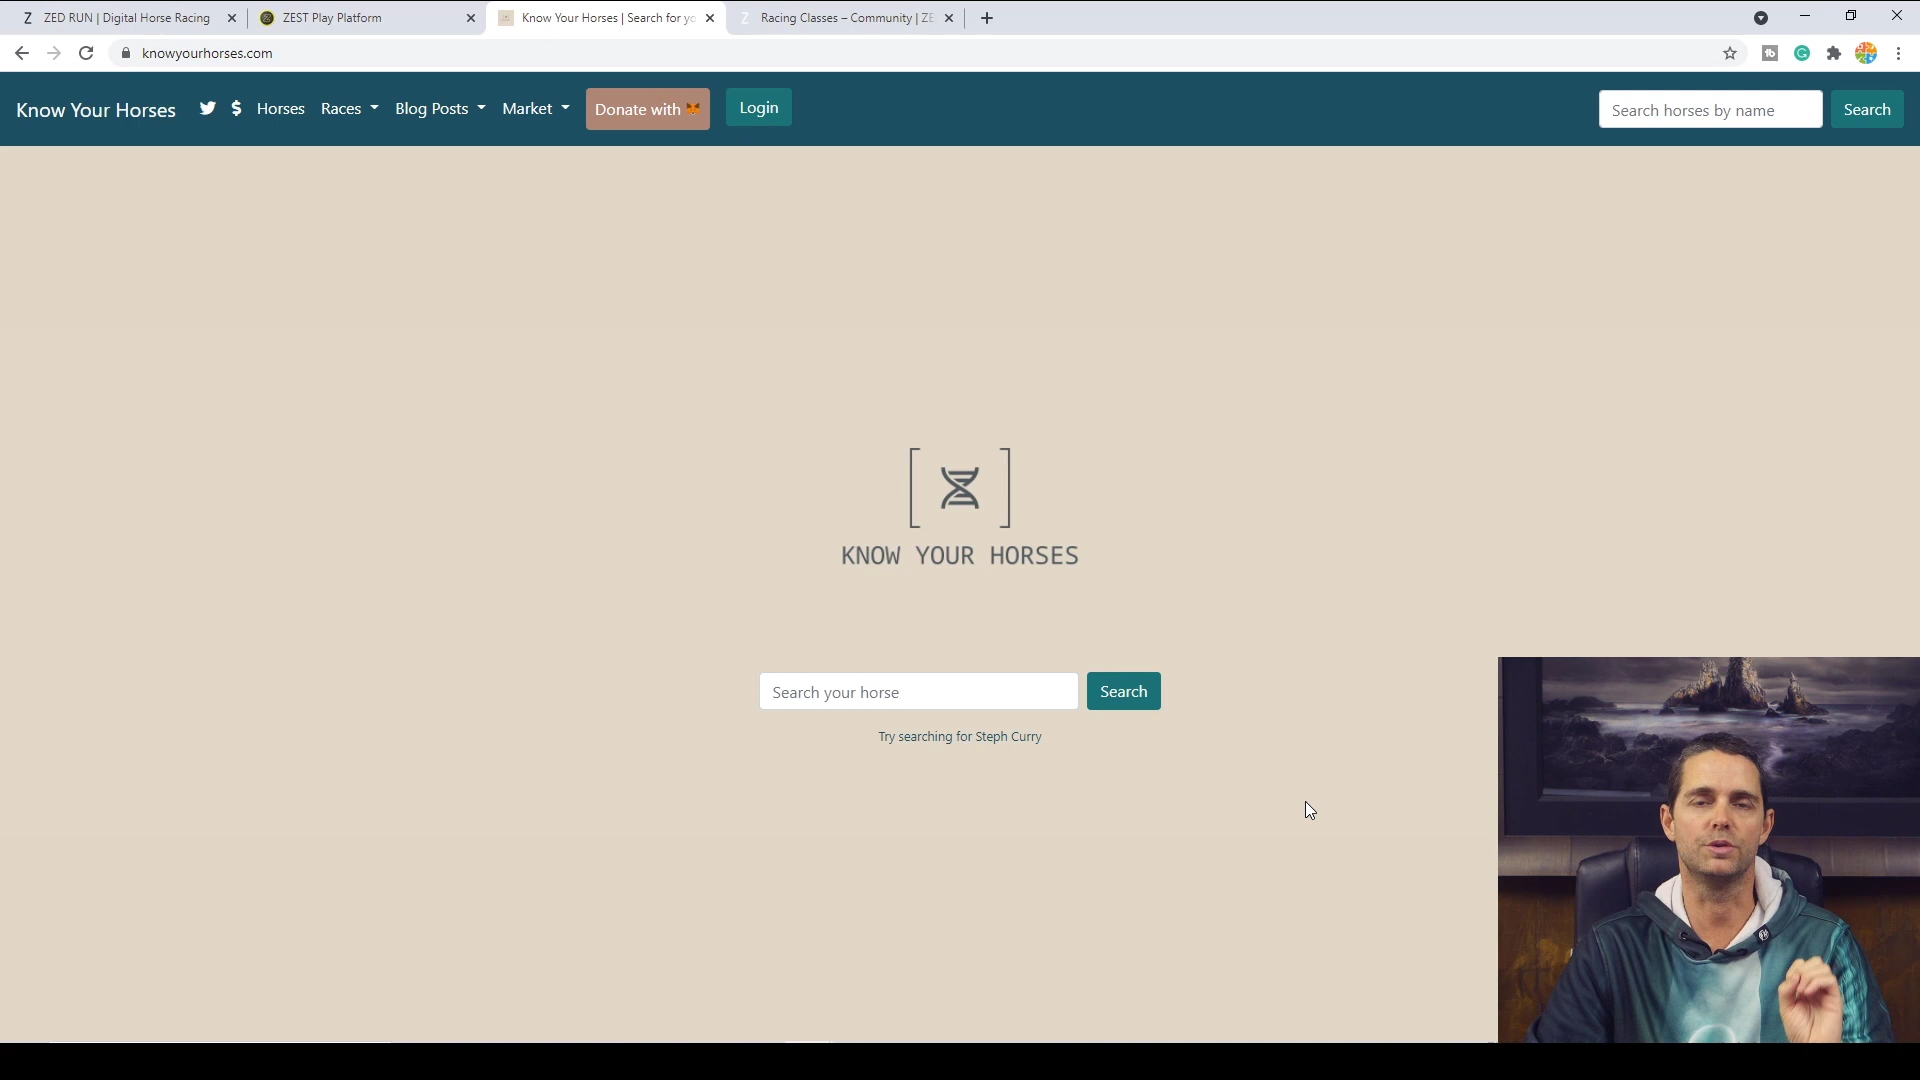 Z ZED RUN | Digital Horse Racing
ZEST Play Platform
Know Your Horses | Search for yo
Z Racing Classes – Community | ZE
knowyourhorses.com
tb
G
Know Your Horses $ Horses Races Blog Posts Market Donate with Login Search horses by name Search
KNOW YOUR HORSES
Search your horse Search
Try searching for Steph Curry